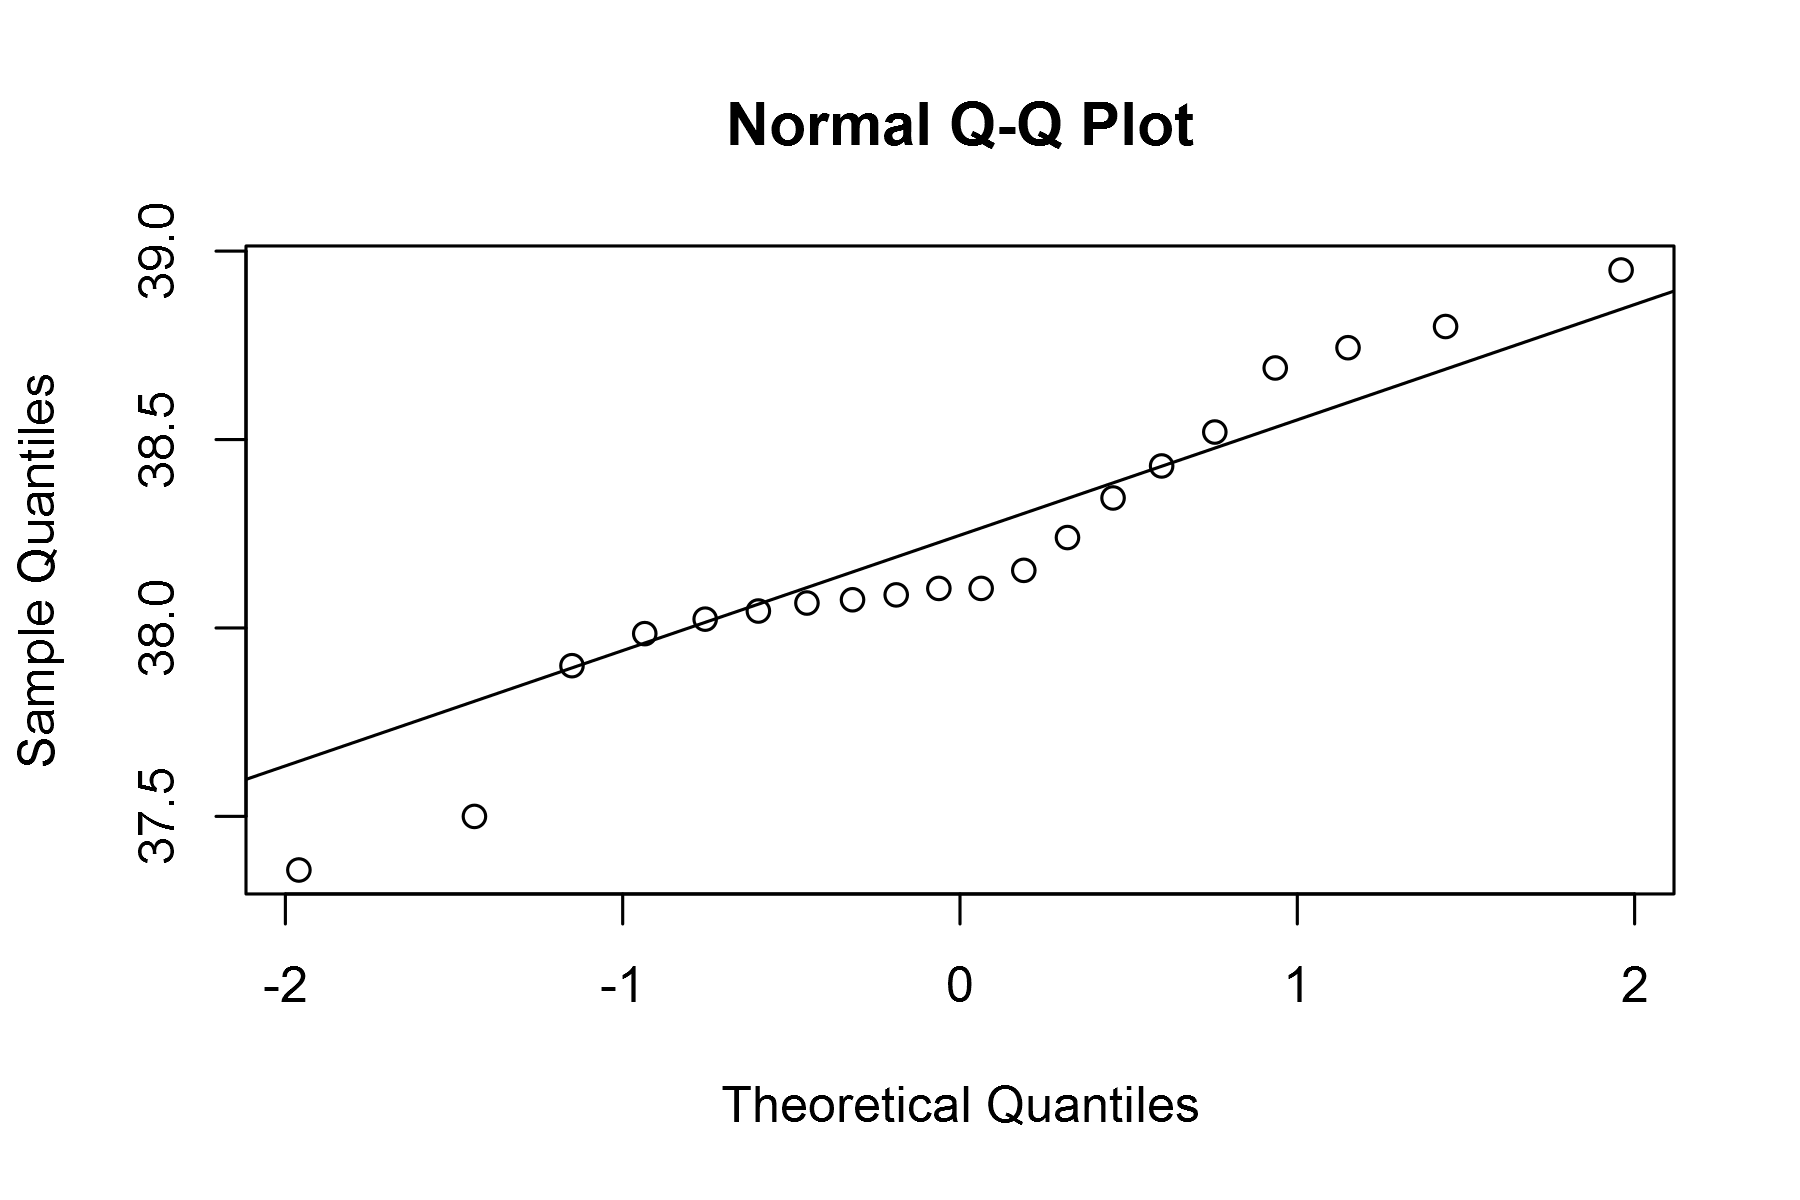 Normal Q-Q Plot
Sample Quantiles
39.0
38.5
38.0
37.5
-2 -1 0 1 2
Theoretical Quantiles